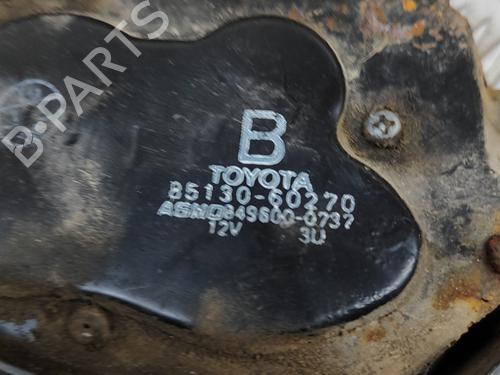 B-PARTS
B
TOYOTA
85130-60270
ASMO 849600-0737
12V 3U